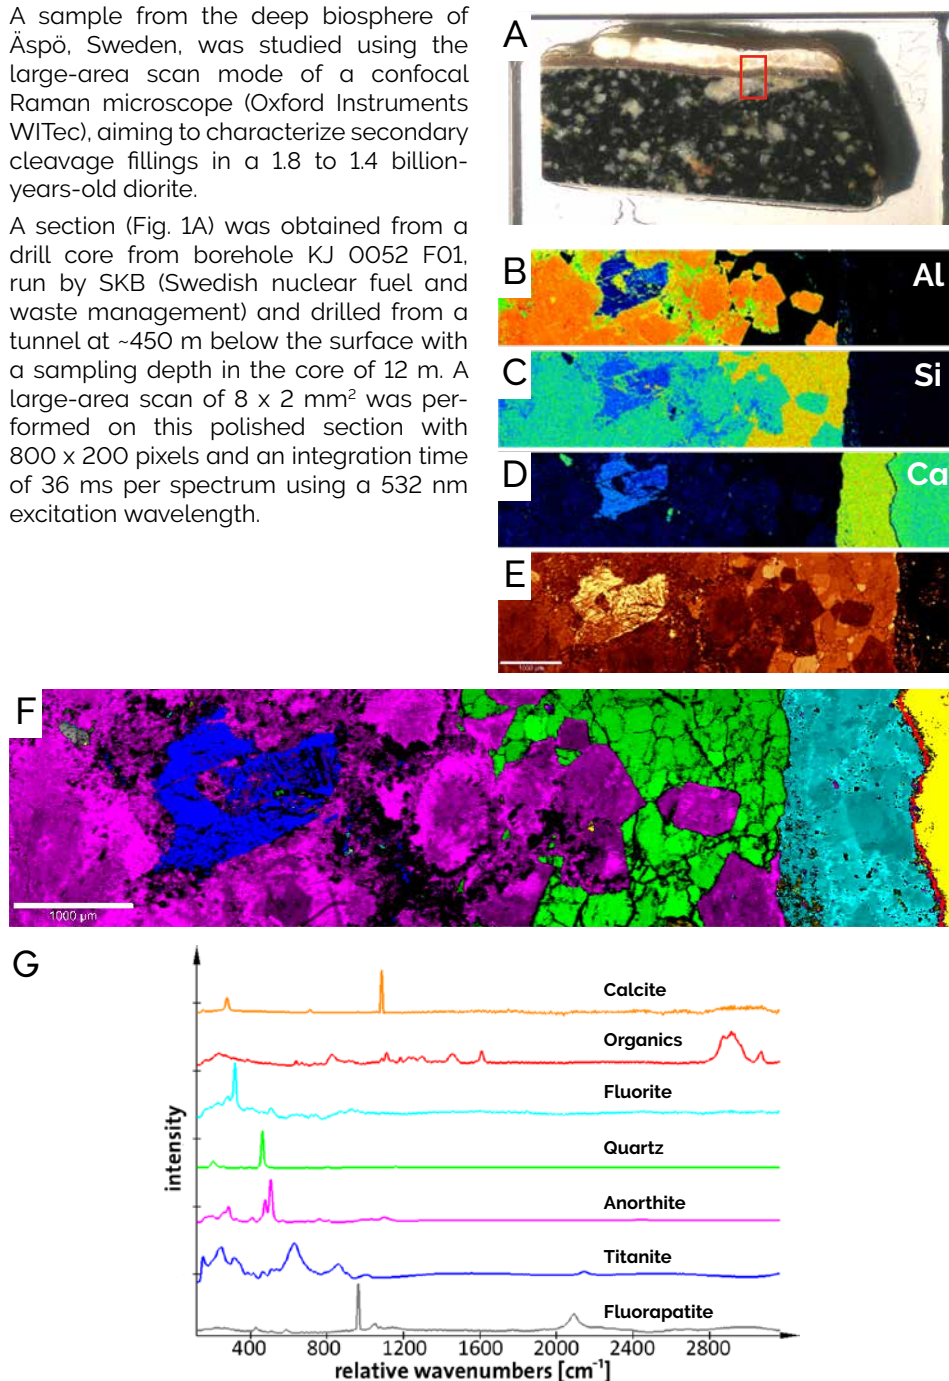 A sample from the deep biosphere of
Äspö, Sweden, was studied using the
large-area scan mode of a confocal
Raman microscope (Oxford Instruments
WITec), aiming to characterize secondary
cleavage fillings in a 1.8 to 1.4 billion-
years-old diorite.
A section (Fig. 1A) was obtained from a
drill core from borehole KJ 0052 F01,
run by SKB (Swedish nuclear fuel and
waste management) and drilled from a
tunnel at ~450 m below the surface with
a sampling depth in the core of 12 m. A
large-area scan of 8 x 2 mm² was per-
formed on this polished section with
800 x 200 pixels and an integration time
of 36 ms per spectrum using a 532 nm
excitation wavelength.
A
B
Al
C
Si
D
Ca
E
1000 µm
F
1000 µm
G
Calcite
Organics
Fluorite
Quartz
Anorthite
Titanite
Fluorapatite
intensity
400 800 1200 1600 2000 2400 2800
relative wavenumbers [cm⁻¹]